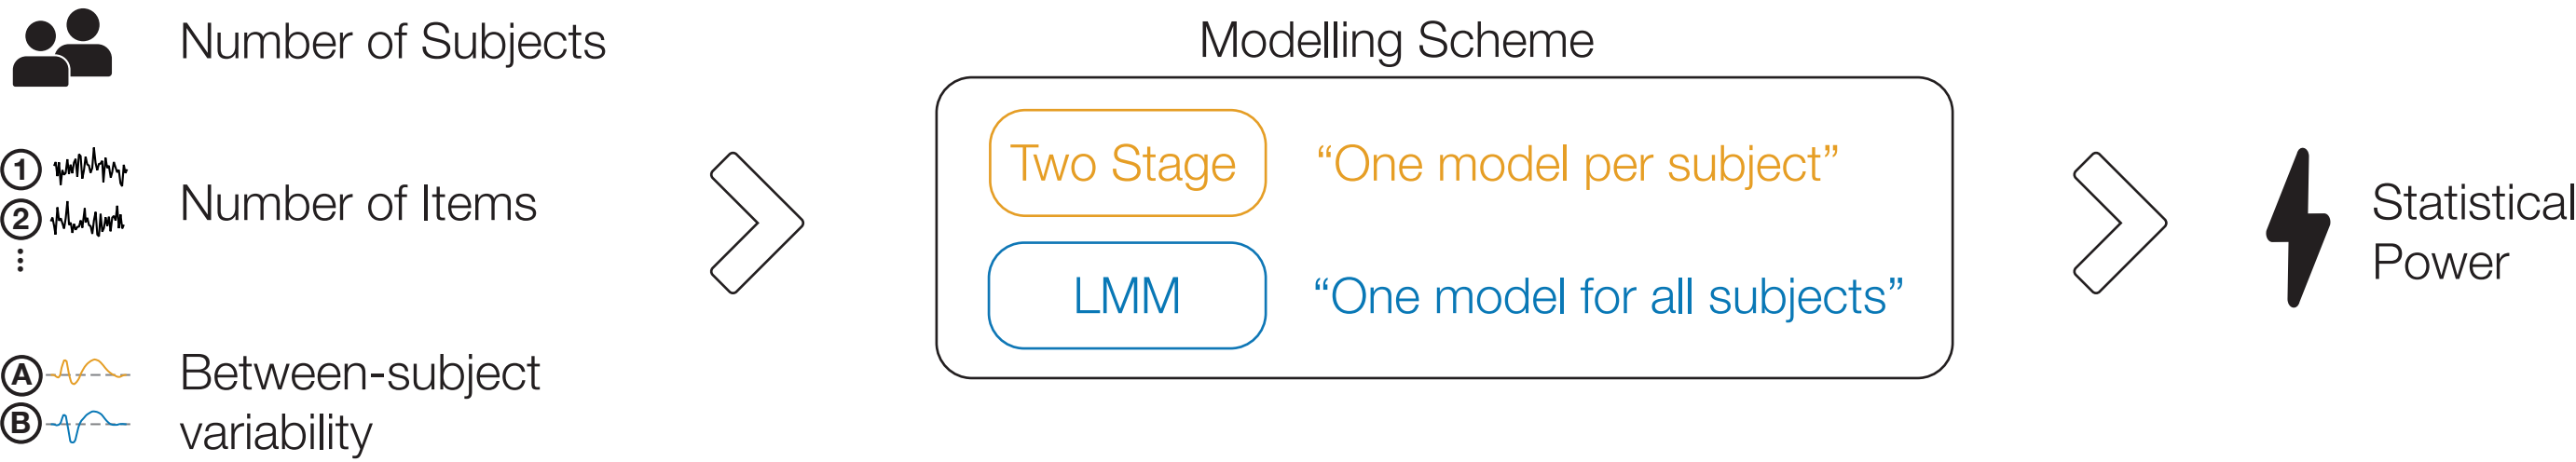 Number of Subjects
1
2
Number of Items
A
B
Between-subject
variability
Modelling Scheme
Two Stage “One model per subject”
LMM “One model for all subjects”
Statistical
Power